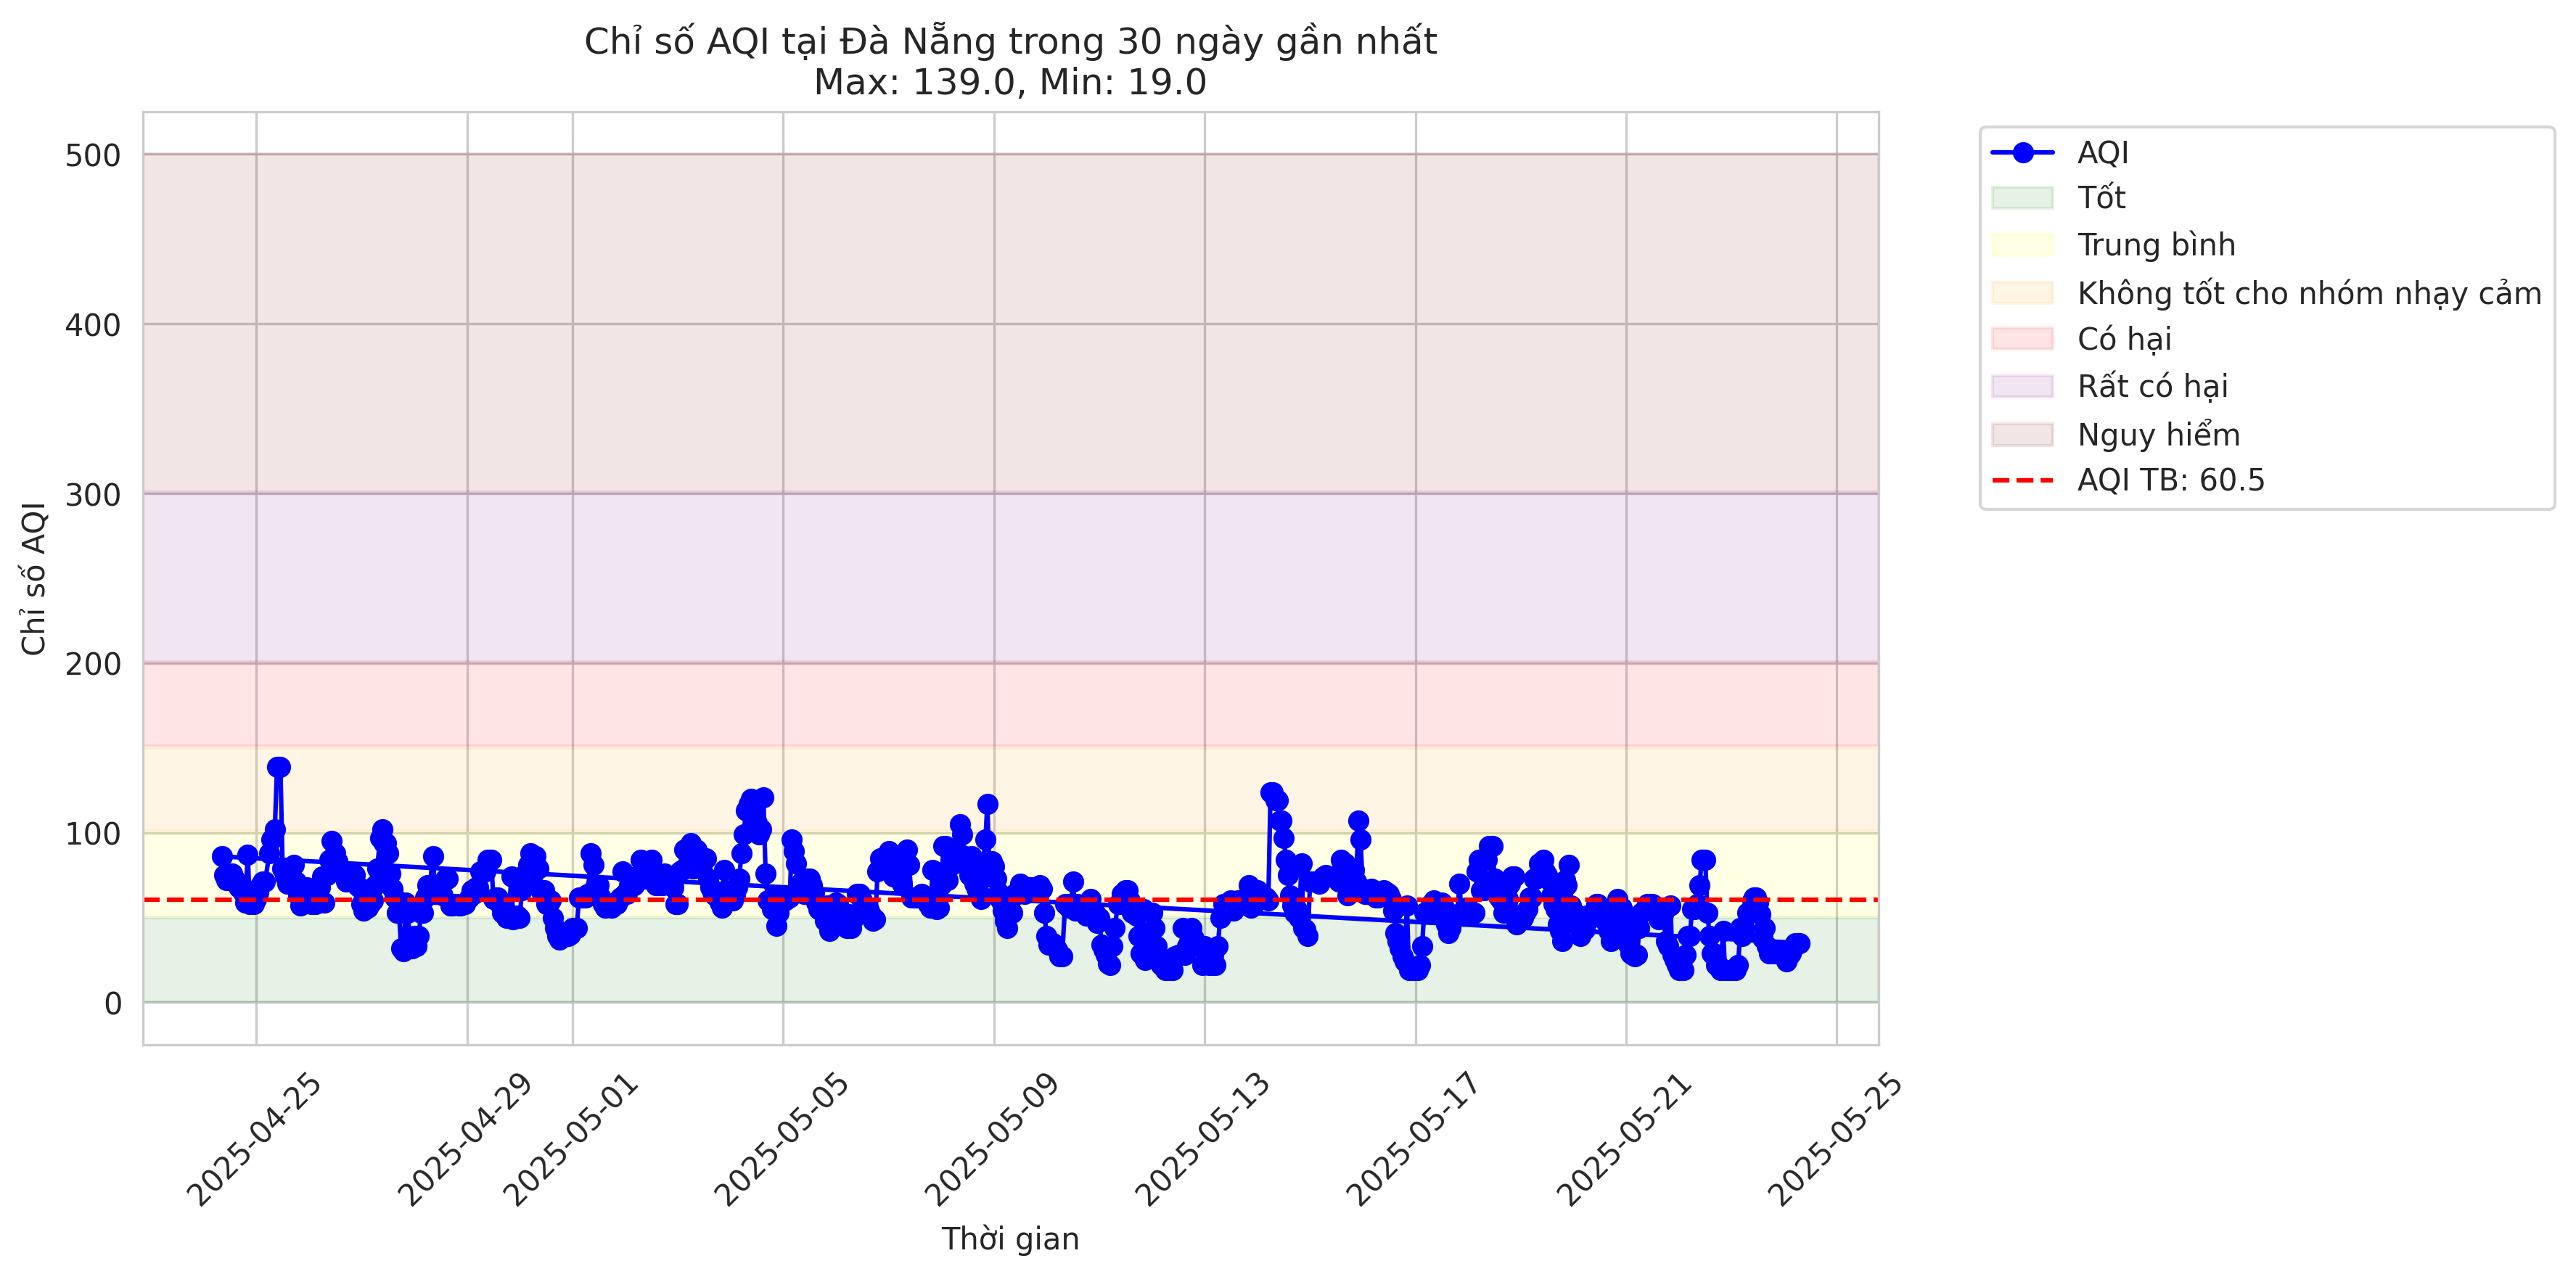 Chỉ số AQI tại Đà Nẵng trong 30 ngày gần nhất
Max: 139.0, Min: 19.0
Chỉ số AQI
500
400
300
200
100
0
2025-04-25
2025-04-29
2025-05-01
2025-05-05
2025-05-09
2025-05-13
2025-05-17
2025-05-21
2025-05-25
Thời gian
AQI
Tốt
Trung bình
Không tốt cho nhóm nhạy cảm
Có hại
Rất có hại
Nguy hiểm
AQI TB: 60.5